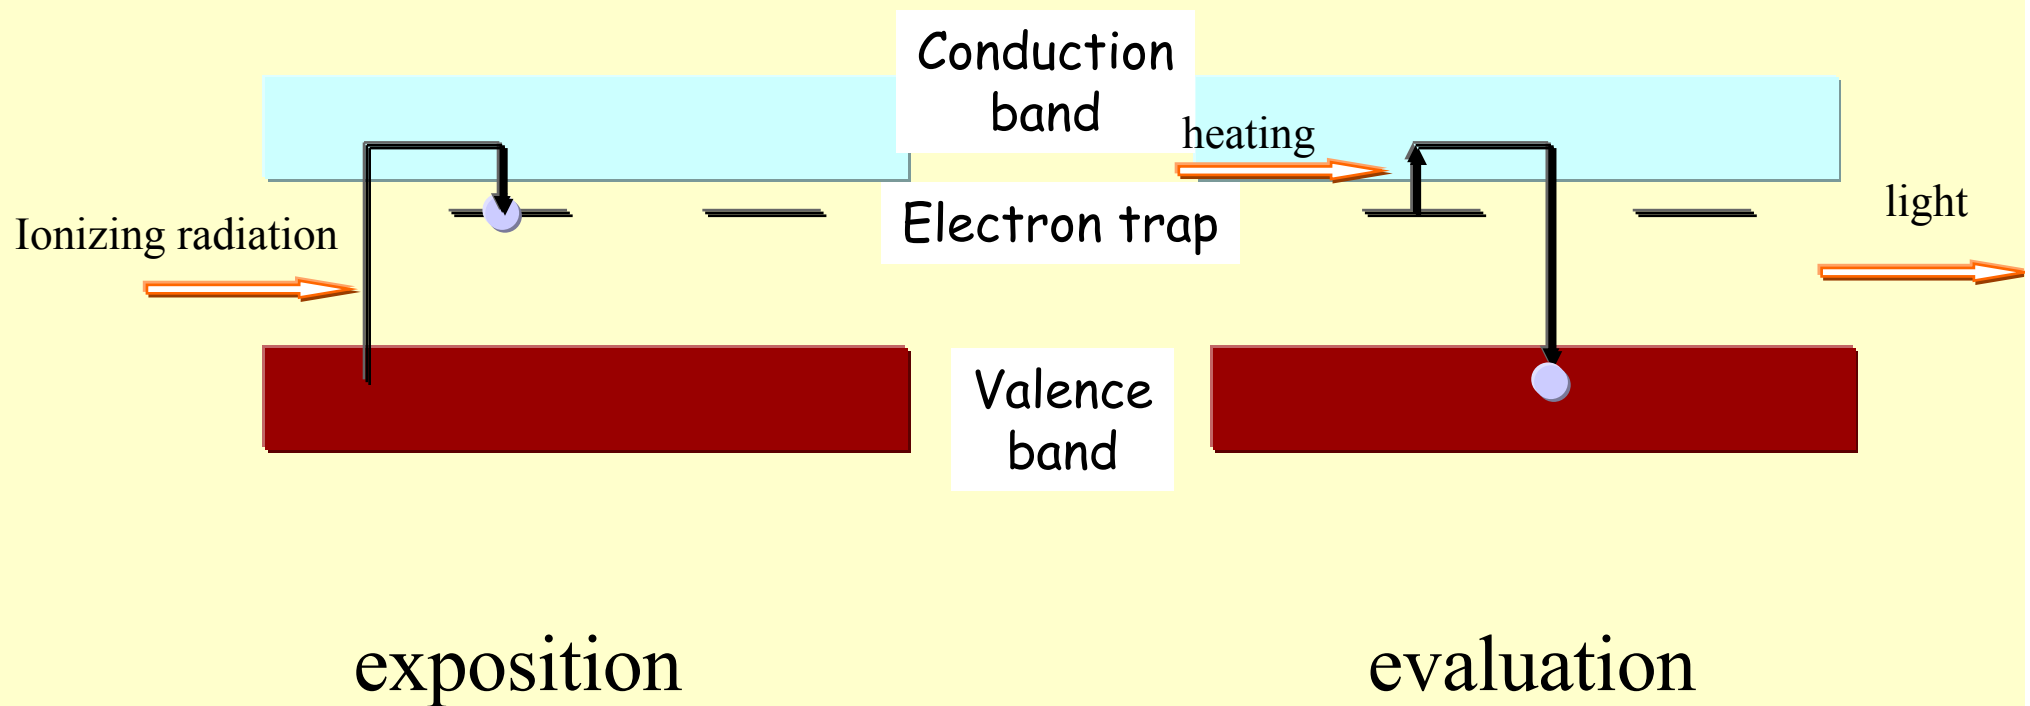 Conduction
band
heating
Ionizing radiation
Electron trap
light
Valence
band
exposition
evaluation